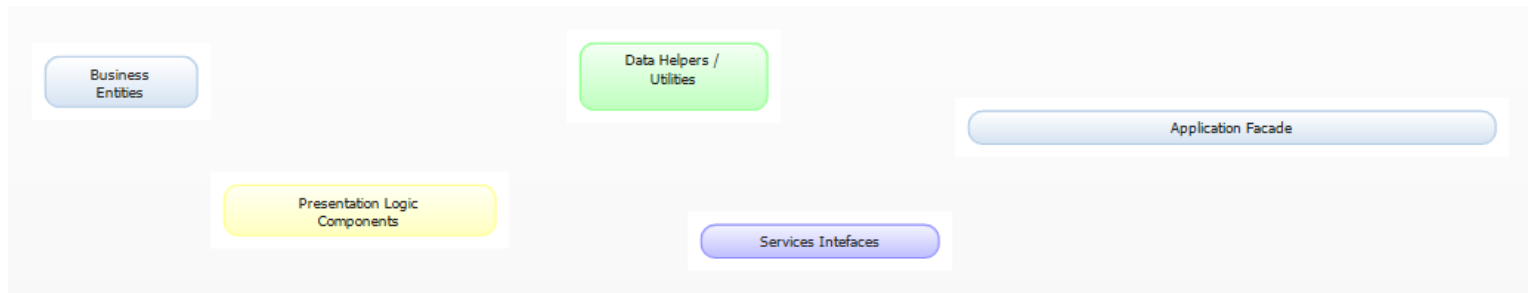 Business
Entities
Data Helpers /
Utilities
Application Facade
Presentation Logic
Components
Services Intefaces